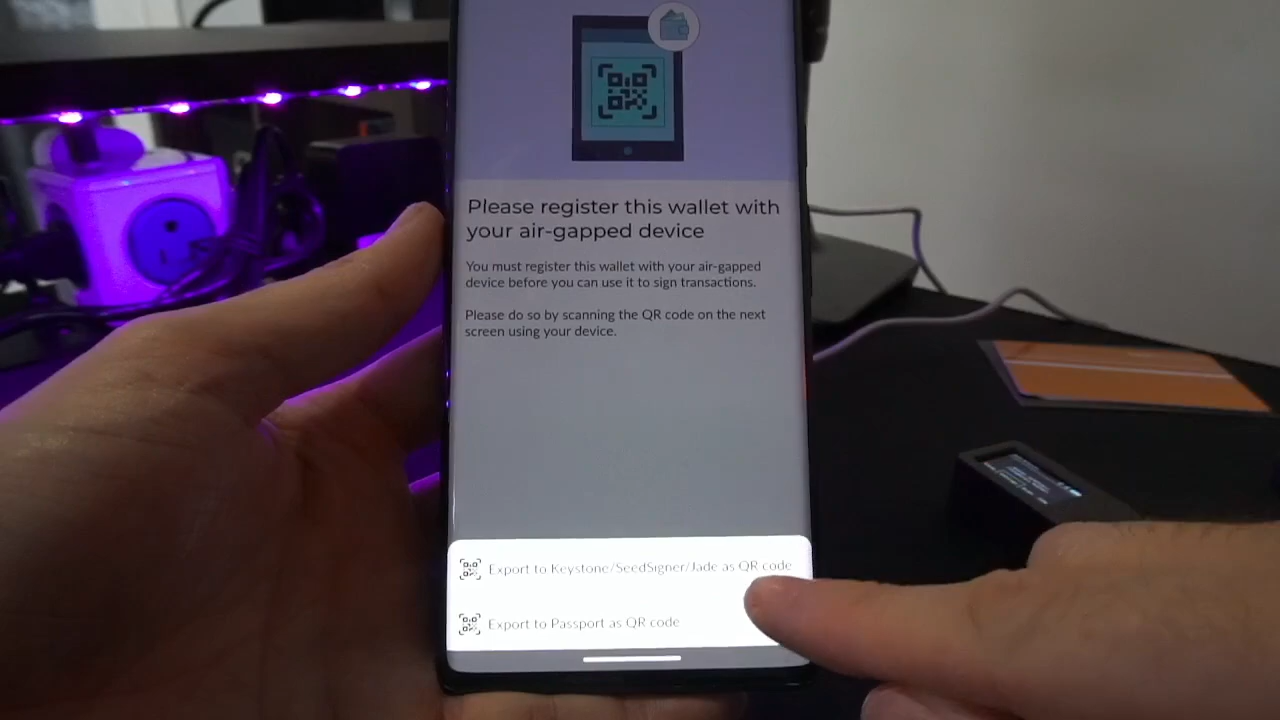 Please register this wallet with
your air-gapped device
You must register this wallet with your air-gapped
device before you can use it to sign transactions.
Please do so by scanning the QR code on the next
screen using your device.
Export to Keystone/SeedSigner/Jade as QR code
Export to Passport as QR code